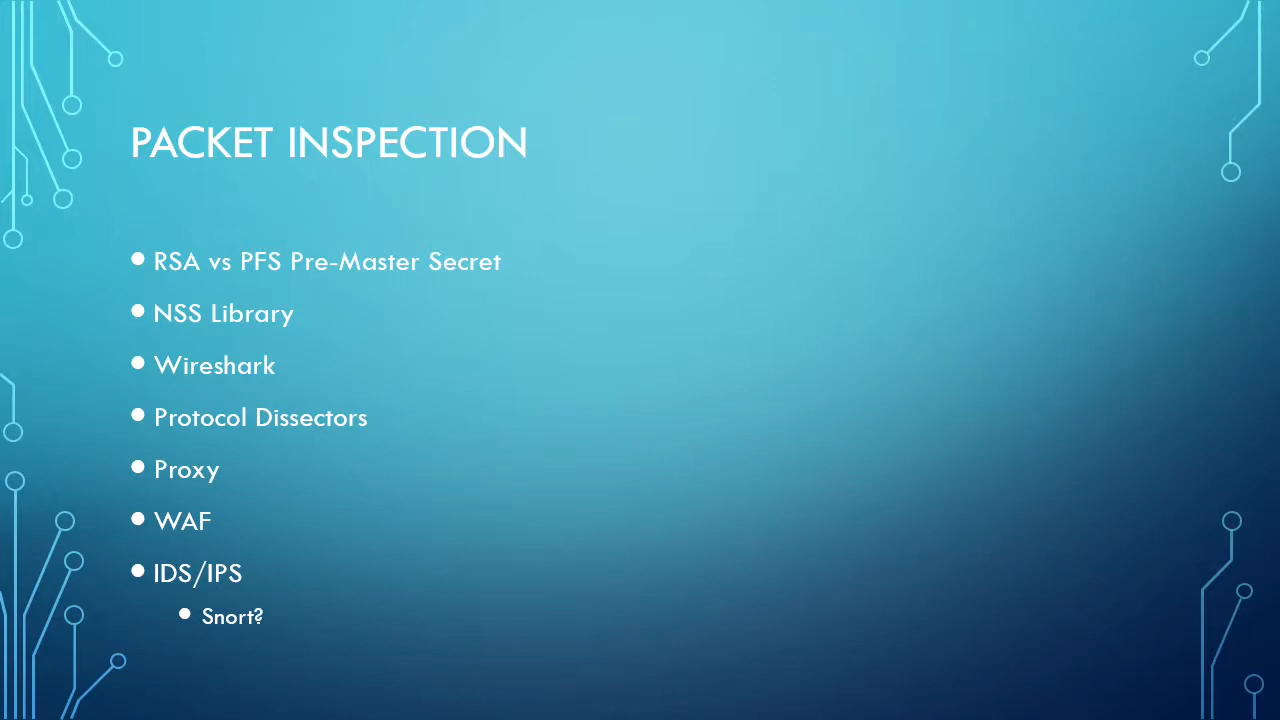 PACKET INSPECTION
RSA vs PFS Pre-Master Secret
NSS Library
Wireshark
Protocol Dissectors
Proxy
WAF
IDS/IPS
Snort?